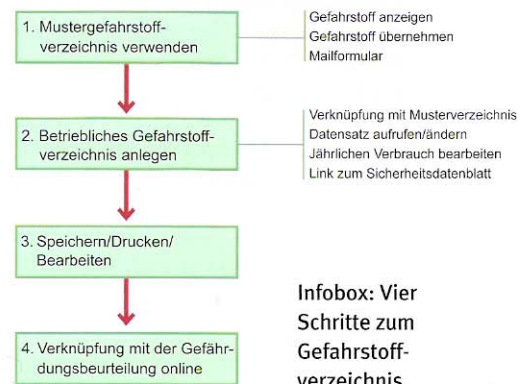 1. Mustergefahrstoff-
verzeichnis verwenden
Gefahrstoff anzeigen
Gefahrstoff übernehmen
Mailformular
2. Betriebliches Gefahrstoff-
verzeichnis anlegen
Verknüpfung mit Musterverzeichnis
Datensatz aufrufen/ändern
Jährlichen Verbrauch bearbeiten
Link zum Sicherheitsdatenblatt
3. Speichern/Drucken/
Bearbeiten
4. Verknüpfung mit der Gefähr-
dungsbeurteilung online
Infobox: Vier
Schritte zum
Gefahrstoff-
verzeichnis